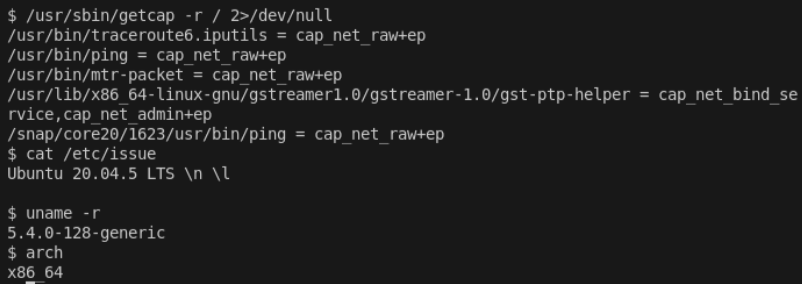 $ /usr/sbin/getcap -r / 2>/dev/null
/usr/bin/traceroute6.iputils = cap_net_raw+ep
/usr/bin/ping = cap_net_raw+ep
/usr/bin/mtr-packet = cap_net_raw+ep
/usr/lib/x86_64-linux-gnu/gstreamer1.0/gstreamer-1.0/gst-ptp-helper = cap_net_bind_se
rvice,cap_net_admin+ep
/snap/core20/1623/usr/bin/ping = cap_net_raw+ep
$ cat /etc/issue
Ubuntu 20.04.5 LTS \n \l
$ uname -r
5.4.0-128-generic
$ arch
x86_64